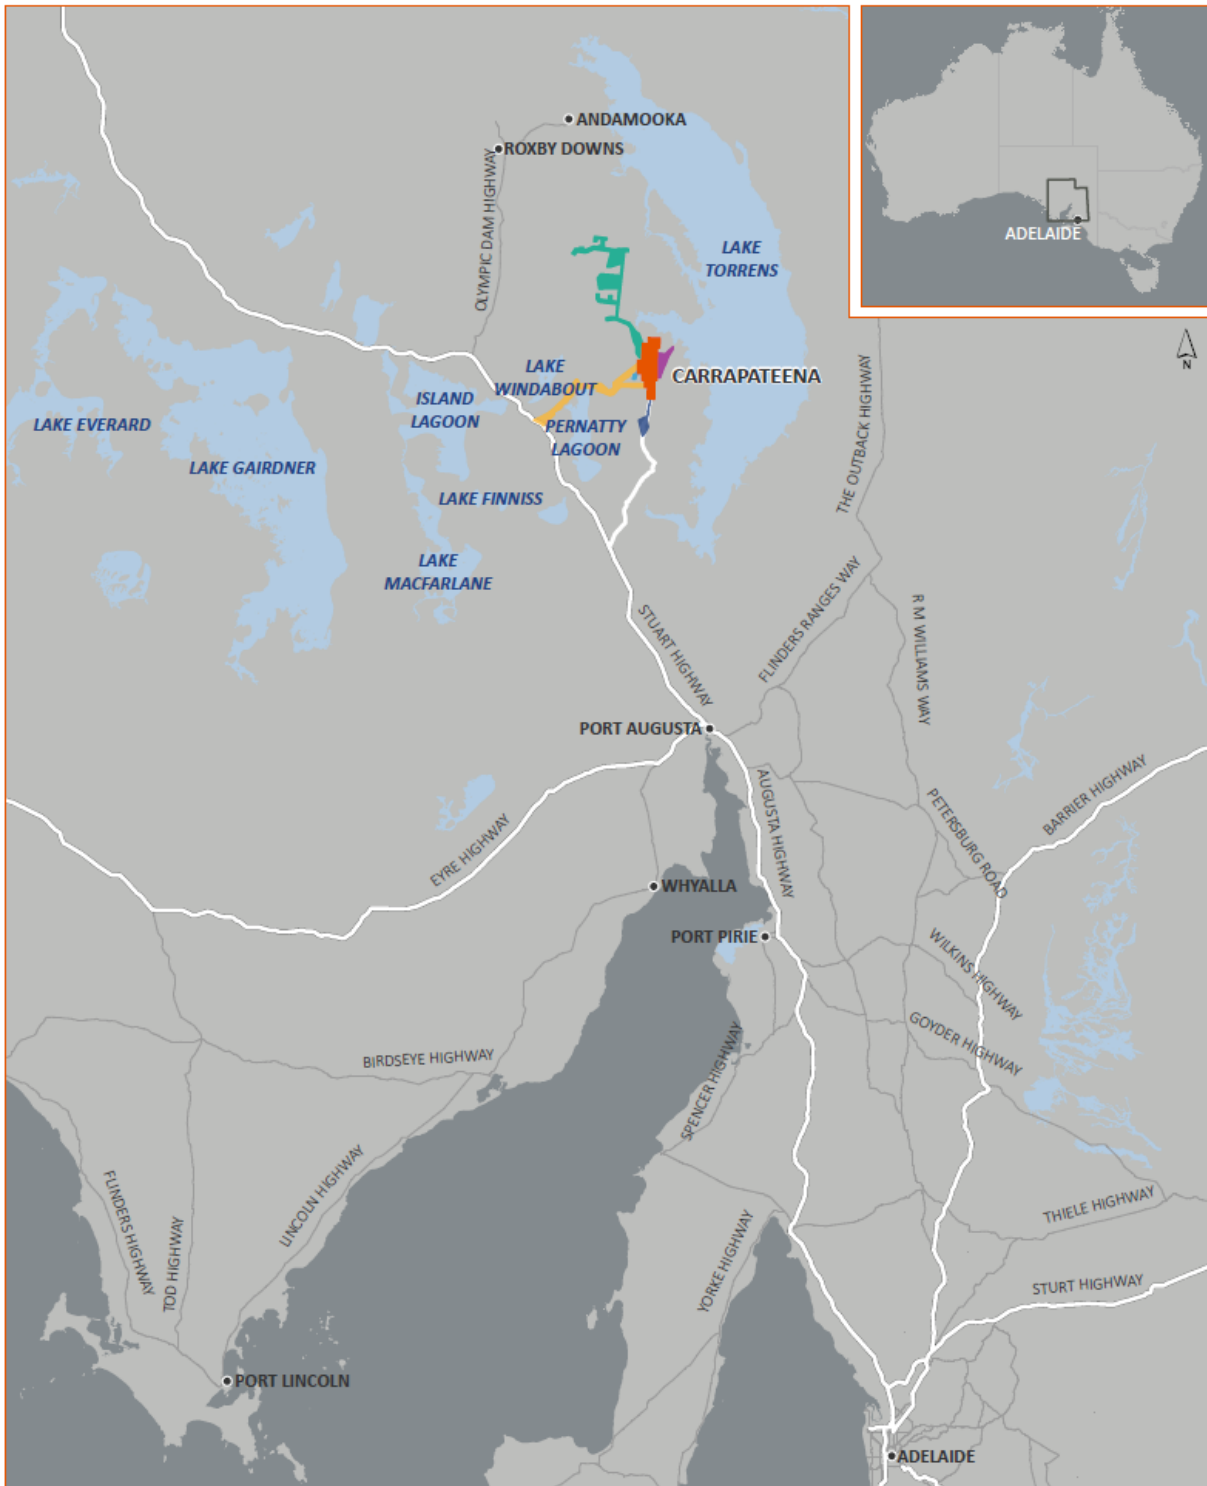 ANDAMOOKA
ROXBY DOWNS
OLYMPIC DAM HIGHWAY
LAKE
TORRENS
ADELAIDE
N
LAKE
WINDABOUT
CARRAPATEENA
ISLAND
LAGOON
PERNATTY
LAGOON
LAKE EVERARD
LAKE GAIRDNER
LAKE FINNISS
LAKE
MACFARLANE
THE OUTBACK HIGHWAY
FLINDERS RANGES WAY
R M WILLIAMS WAY
STUART HIGHWAY
PORT AUGUSTA
AUGUSTA HIGHWAY
PETERSBURG ROAD
BARRIER HIGHWAY
EYRE HIGHWAY
WHYALLA
PORT PIRIE
WILKINS HIGHWAY
GOYDER HIGHWAY
BIRDSEYE HIGHWAY
SPENCER HIGHWAY
FLINDERS HIGHWAY
TOD HIGHWAY
LINCOLN HIGHWAY
YORKE HIGHWAY
THIELE HIGHWAY
STURT HIGHWAY
PORT LINCOLN
ADELAIDE